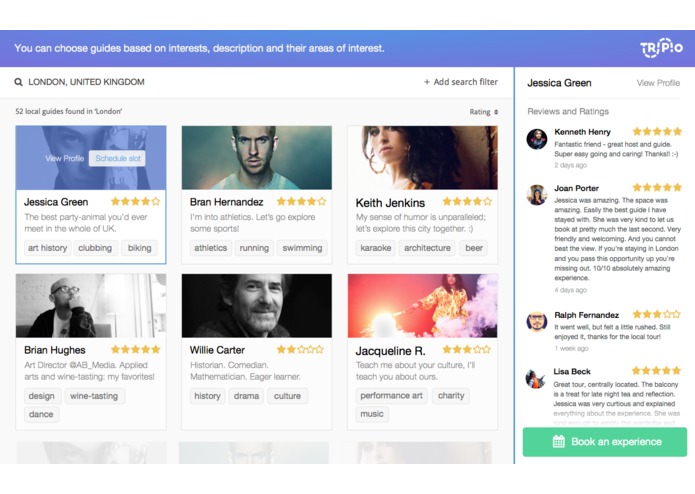 You can choose guides based on interests, description and their areas of interest.
TRIP!O
LONDON, UNITED KINGDOM
+ Add search filter
52 local guides found in 'London'
Rating
View Profile
Schedule slot
Jessica Green
The best party-animal you'd ever
meet in the whole of UK.
art history
clubbing
biking
Bran Hernandez
I'm into athletics. Let's go explore
some sports!
athletics
running
swimming
Keith Jenkins
My sense of humor is unparalleled;
let's explore this city together. :)
karaoke
architecture
beer
Brian Hughes
Art Director @AB_Media. Applied
arts and wine-tasting: my favorites!
design
wine-tasting
dance
Willie Carter
Historian. Comedian.
Mathematician. Eager learner.
history
drama
culture
Jacqueline R.
Teach me about your culture, I'll
teach you about ours.
performance art
charity
music
Jessica Green
View Profile
Reviews and Ratings
Kenneth Henry
Fantastic friend - great host and guide.
Super easy going and caring! Thanks!! :-)
2 days ago
Joan Porter
Jessica was amazing. The space was
amazing. Easily the best guide I have
stayed with. She was very kind to let us
book at pretty much the last second. Very
friendly and welcoming. And you cannot
beat the view. If you're staying in London
and you pass this opportunity up you're
missing out. 10/10 absolutely amazing
experience.
4 days ago
Ralph Fernandez
It went well, but felt a little rushed. Still
enjoyed it, thanks for the local tour!
1 week ago
Lisa Beck
Great tour, centrally located. The balcony
is a treat for late night tea and reflection.
Jessica was very curtious and explained
everything about the experience. She was
Book an experience